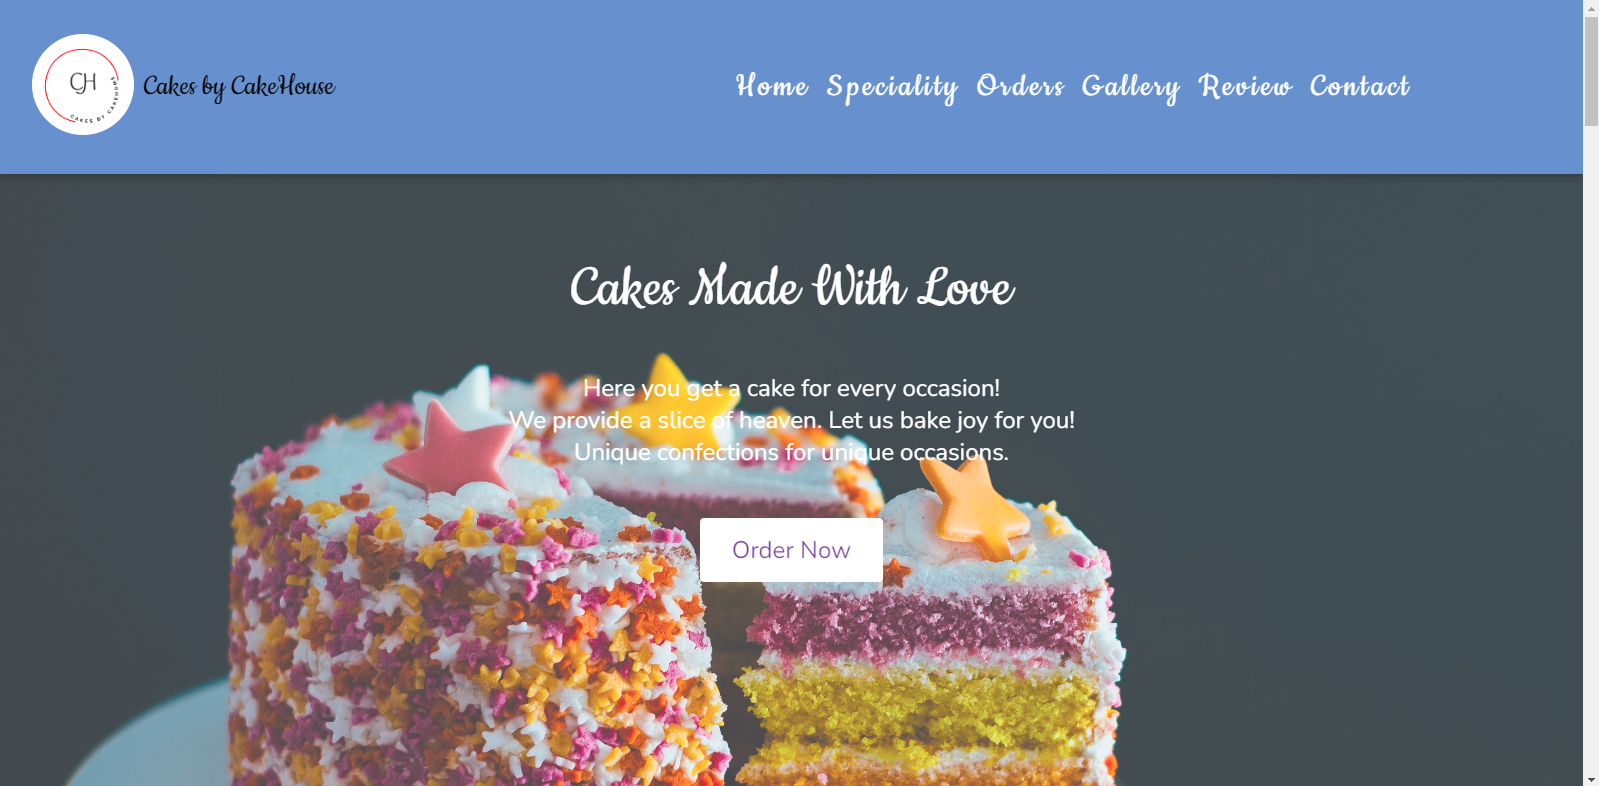 CH
CAKES BY CAKEHOUSE
Cakes by CakeHouse
Home Speciality Orders Gallery Review Contact
Cakes Made With Love
Here you get a cake for every occasion!
We provide a slice of heaven. Let us bake joy for you!
Unique confections for unique occasions.
Order Now